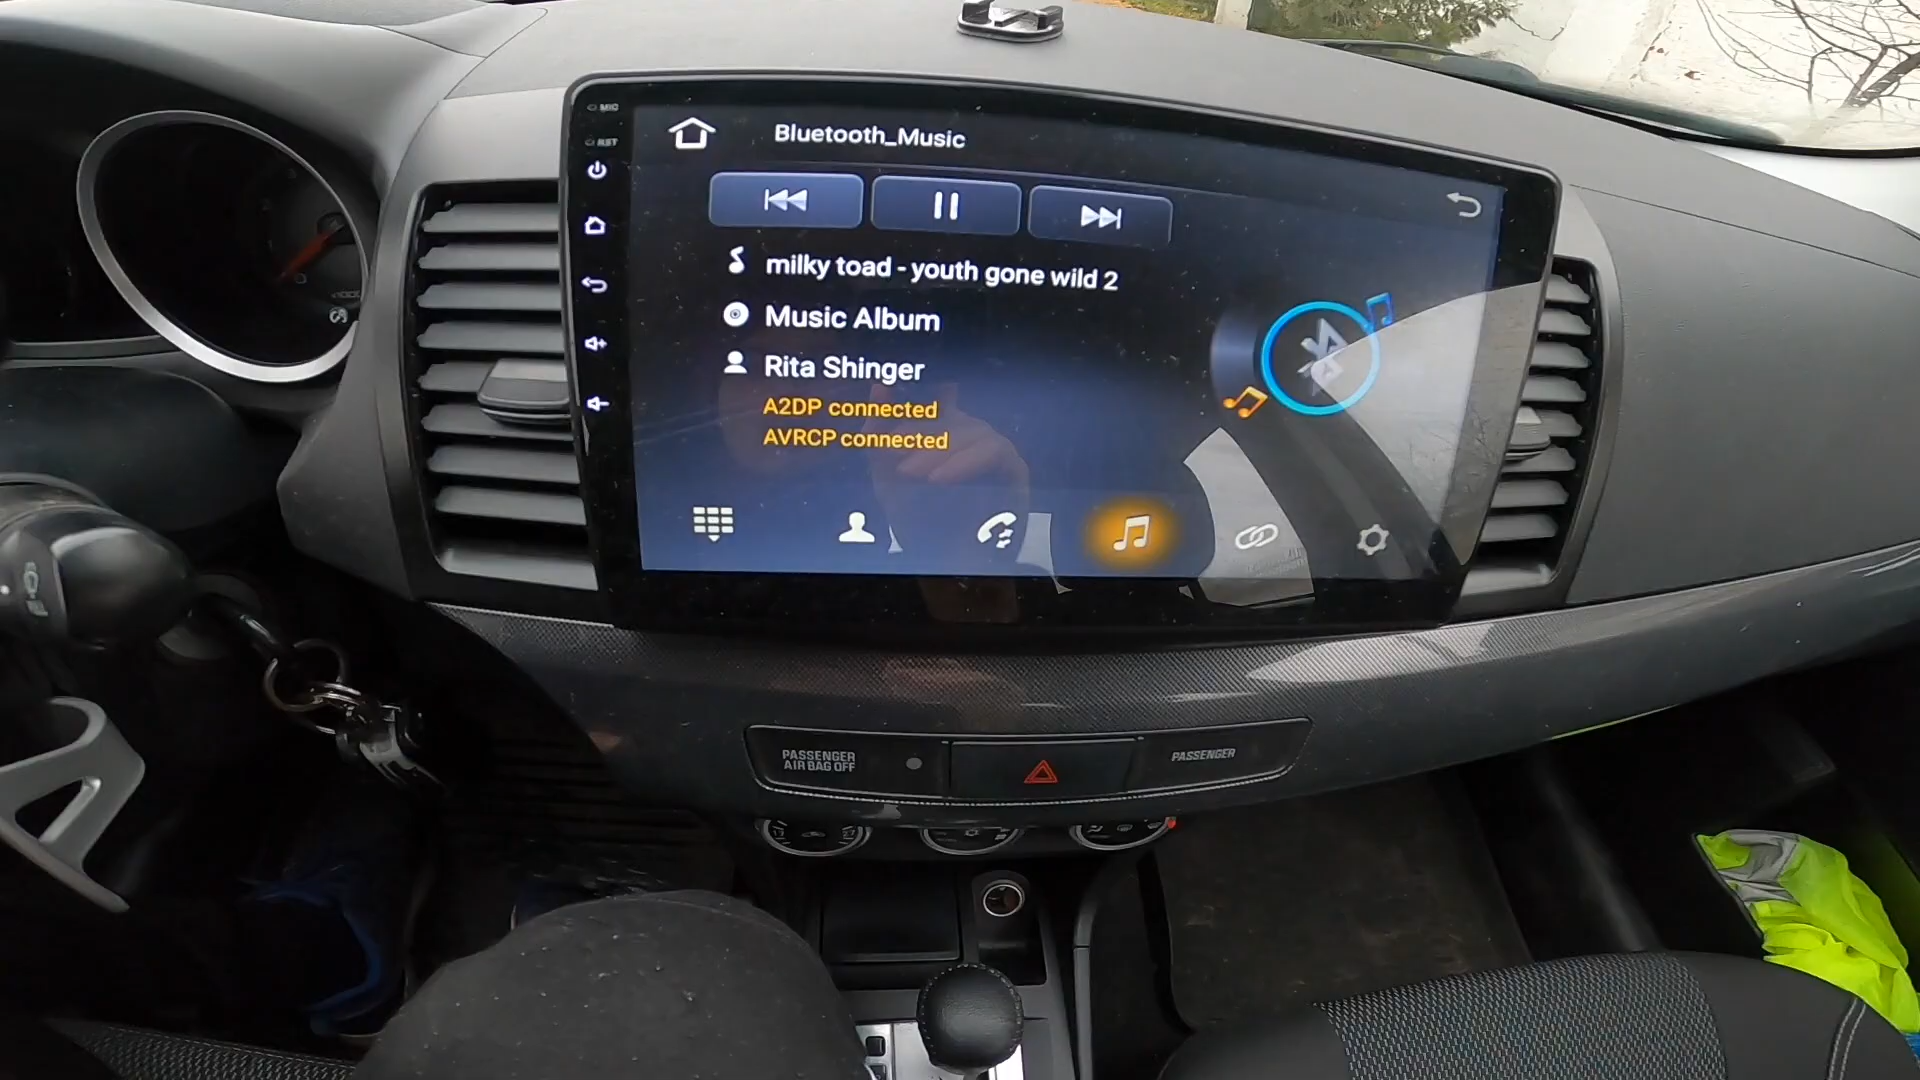 MIC
RST
Bluetooth_Music
milky toad - youth gone wild 2
Music Album
Rita Shinger
A2DP connected
AVRCP connected
PASSENGER
AIR BAG OFF
PASSENGER